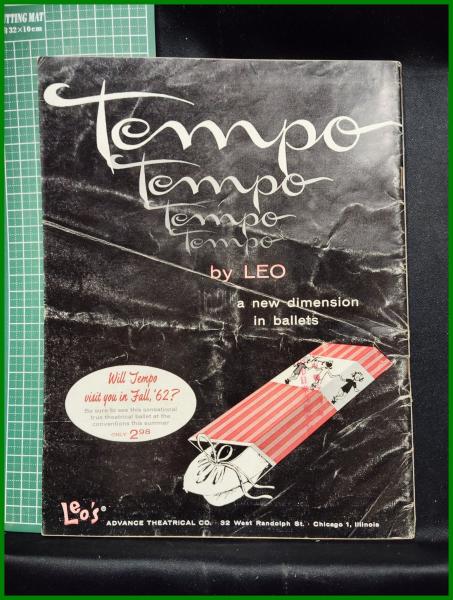 CUTTING MAT
32×10cm
Tempo
Tempo
Tempo
Tempo
by LEO
a new dimension
in ballets
Will Tempo
visit you in Fall, '62?
Be sure to see this sensational
true theatrical ballet at the
conventions this summer
ONLY 2.98
Leo's®
ADVANCE THEATRICAL CO. · 32 West Randolph St. · Chicago 1, Illinois